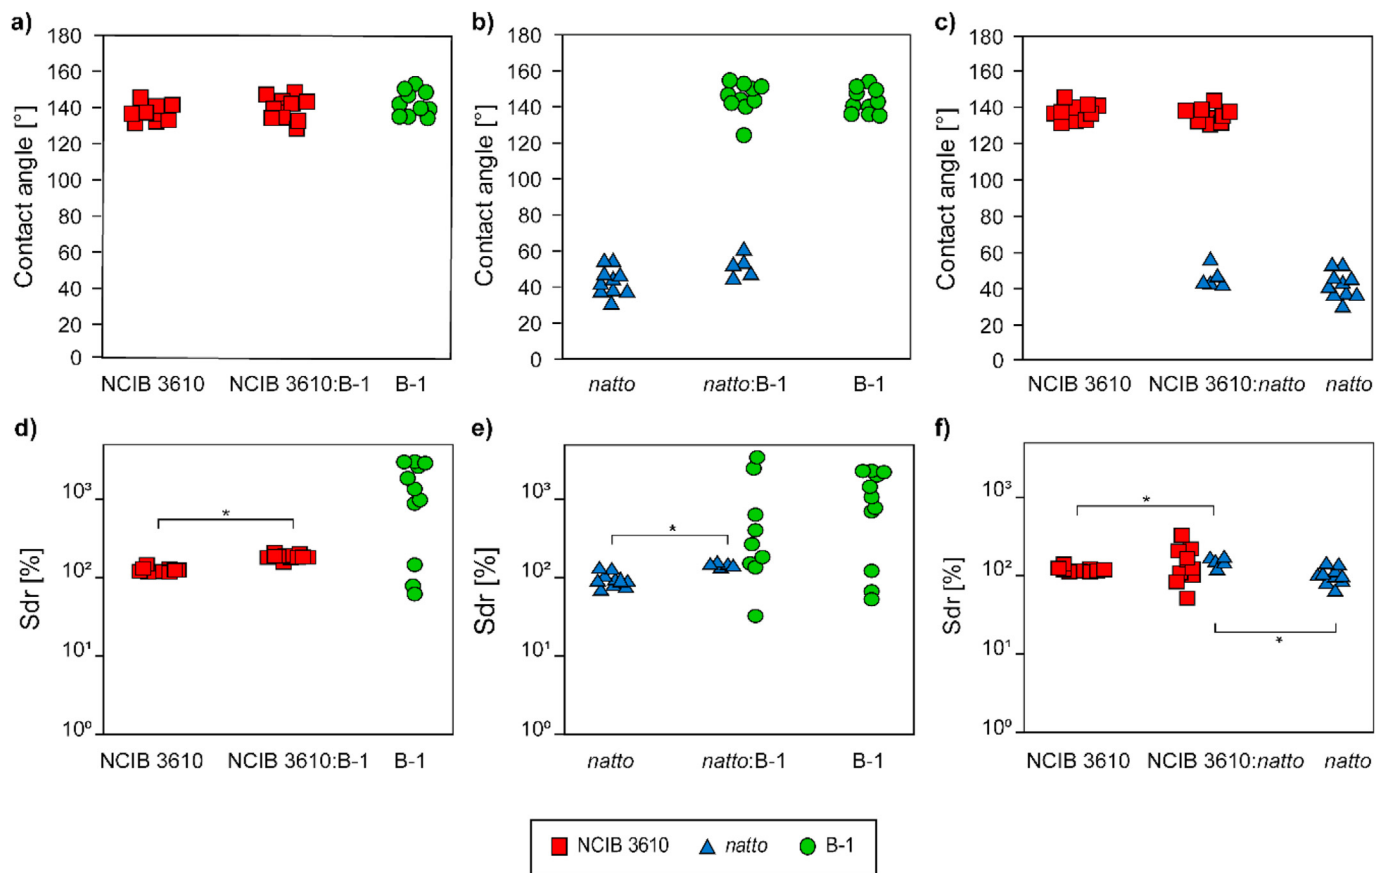 a)
180
160
140
120
100
80
60
40
20
0
Contact angle [°]
NCIB 3610 NCIB 3610:B-1 B-1
b)
180
160
140
120
100
80
60
40
20
0
Contact angle [°]
natto natto:B-1 B-1
c)
180
160
140
120
100
80
60
40
20
0
Contact angle [°]
NCIB 3610 NCIB 3610:natto natto
d)
10³
10²
10¹
10⁰
Sdr [%]
*
NCIB 3610 NCIB 3610:B-1 B-1
e)
10³
10²
10¹
10⁰
Sdr [%]
*
natto natto:B-1 B-1
f)
10³
10²
10¹
10⁰
Sdr [%]
*
*
NCIB 3610 NCIB 3610:natto natto
NCIB 3610 natto B-1